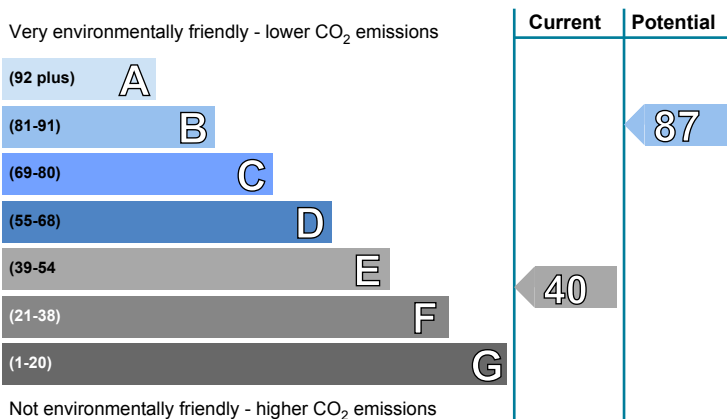 Current Potential
Very environmentally friendly - lower CO2 emissions
(92 plus) A
(81-91) B
87
(69-80) C
(55-68) D
(39-54 E
40
(21-38) F
(1-20) G
Not environmentally friendly - higher CO2 emissions